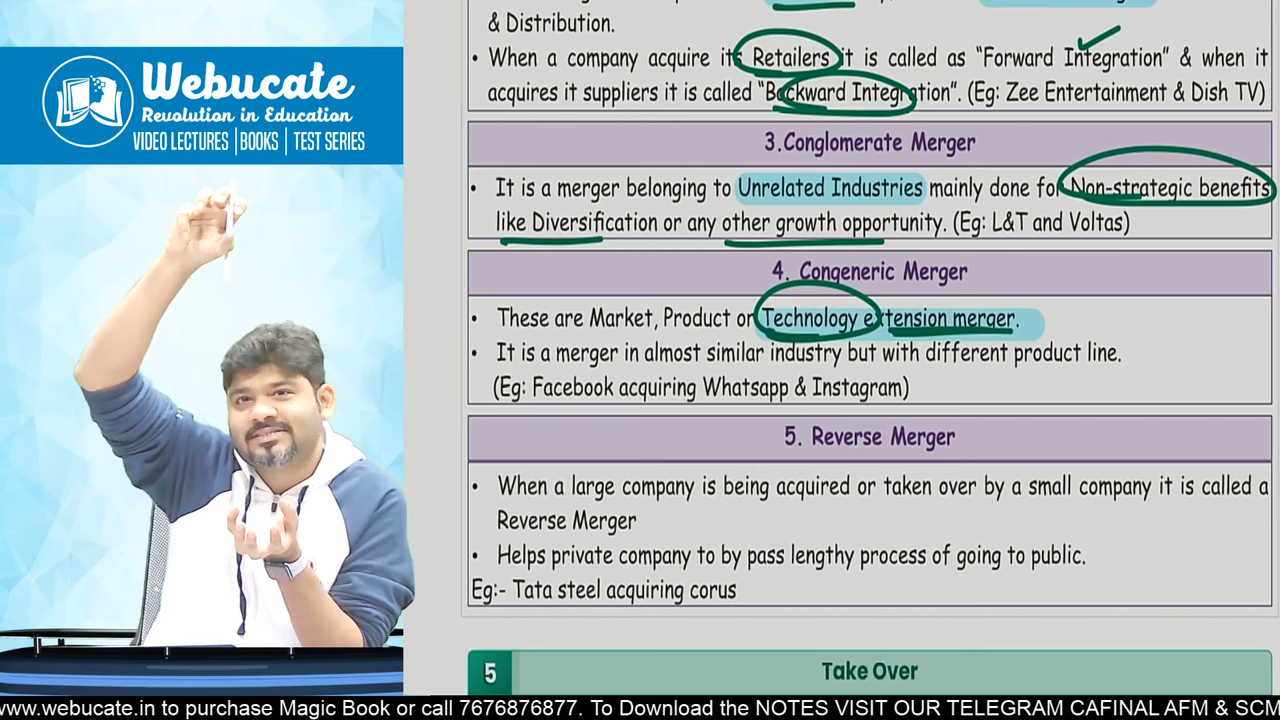 Webucate
Revolution in Education
VIDEO LECTURES | BOOKS | TEST SERIES
& Distribution.
• When a company acquire its Retailers it is called as “Forward Integration” & when it
acquires it suppliers it is called “Backward Integration”. (Eg: Zee Entertainment & Dish TV)
3.Conglomerate Merger
• It is a merger belonging to Unrelated Industries mainly done for Non-strategic benefits
like Diversification or any other growth opportunity. (Eg: L&T and Voltas)
4. Congeneric Merger
• These are Market, Product or Technology extension merger.
• It is a merger in almost similar industry but with different product line.
(Eg: Facebook acquiring Whatsapp & Instagram)
5. Reverse Merger
• When a large company is being acquired or taken over by a small company it is called a
Reverse Merger
• Helps private company to by pass lengthy process of going to public.
Eg:- Tata steel acquiring corus
5 Take Over
www.webucate.in to purchase Magic Book or call 7676876877. To Download the NOTES VISIT OUR TELEGRAM CAFINAL AFM & SCM